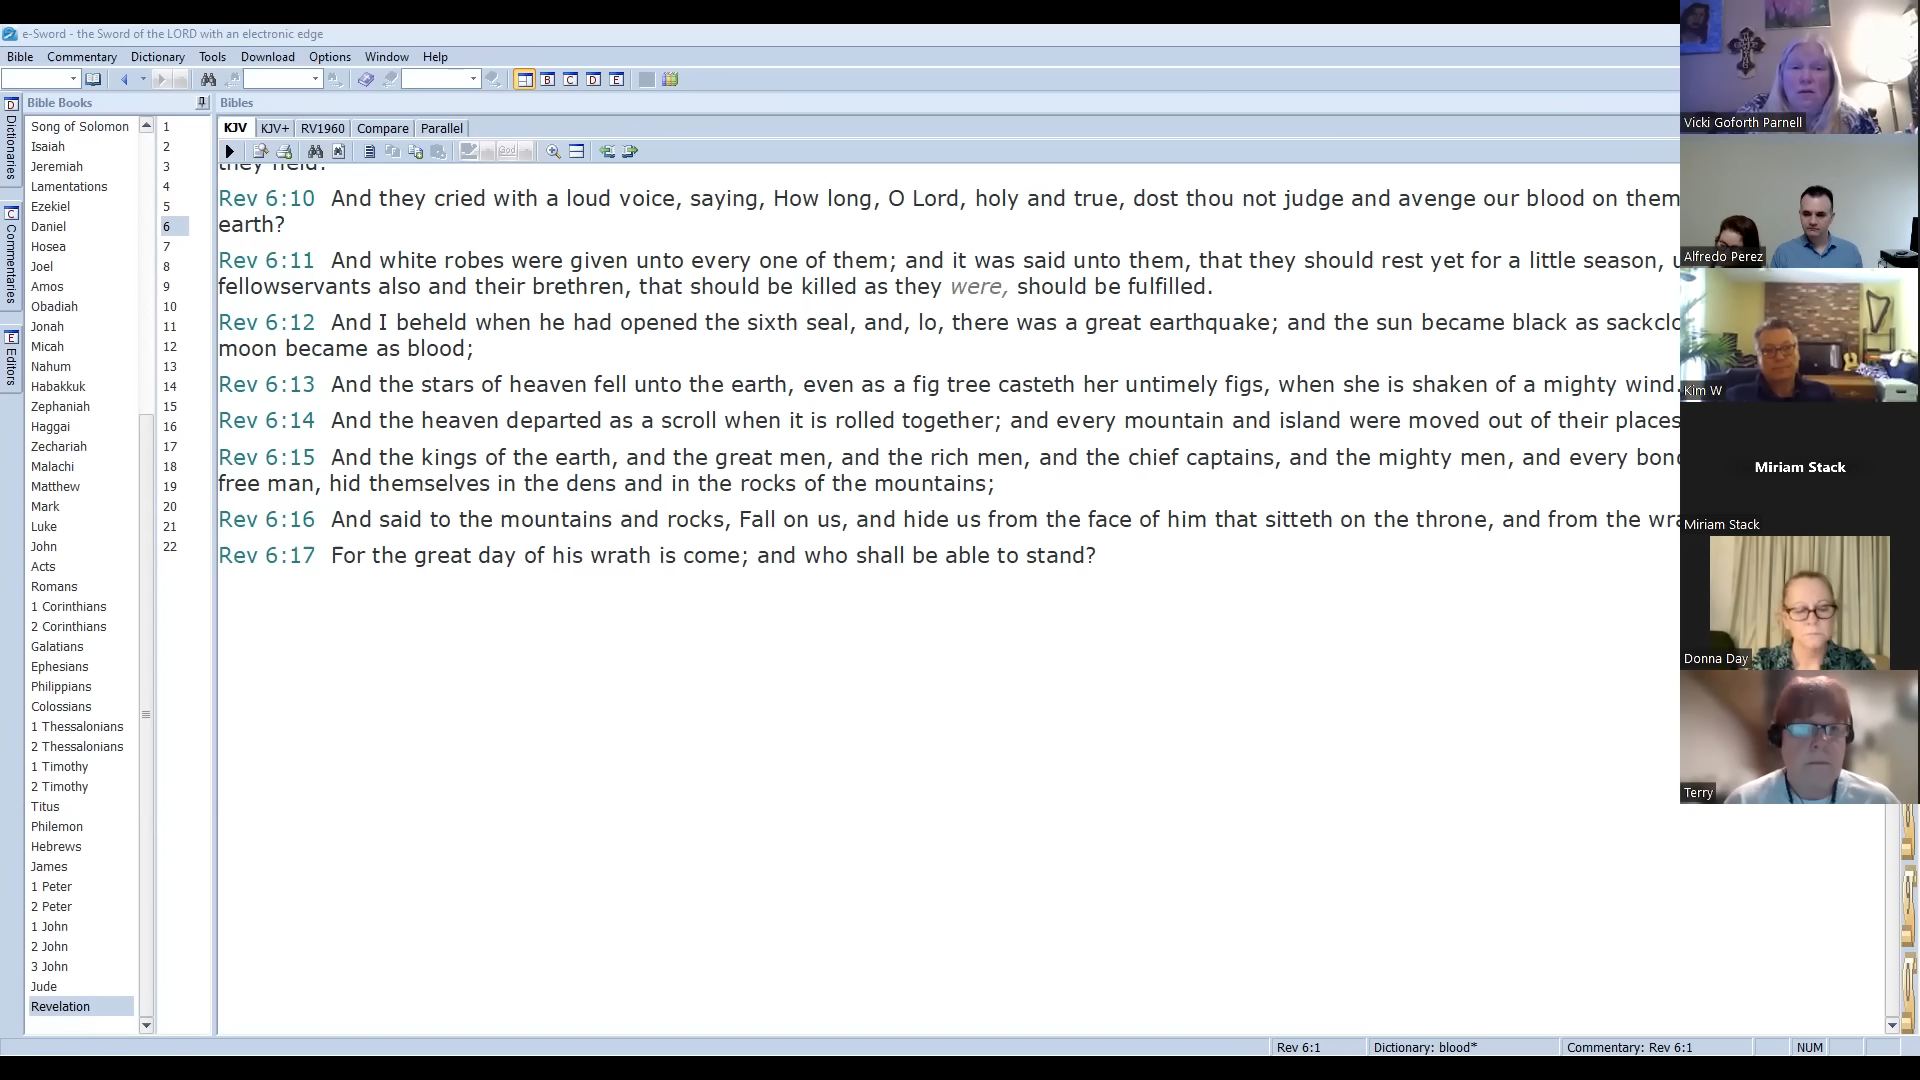 e-Sword - the Sword of the LORD with an electronic edge
Bible Commentary Dictionary Tools Download Options Window Help
B C D E
Bible Books
Bibles
D Dictionaries
C Commentaries
E Editors
Song of Solomon
Isaiah
Jeremiah
Lamentations
Ezekiel
Daniel
Hosea
Joel
Amos
Obadiah
Jonah
Micah
Nahum
Habakkuk
Zephaniah
Haggai
Zechariah
Malachi
Matthew
Mark
Luke
John
Acts
Romans
1 Corinthians
2 Corinthians
Galatians
Ephesians
Philippians
Colossians
1 Thessalonians
2 Thessalonians
1 Timothy
2 Timothy
Titus
Philemon
Hebrews
James
1 Peter
2 Peter
1 John
2 John
3 John
Jude
Revelation
1
2
3
4
5
6
7
8
9
10
11
12
13
14
15
16
17
18
19
20
21
22
KJV KJV+ RV1960 Compare Parallel
they held:
Rev 6:10 And they cried with a loud voice, saying, How long, O Lord, holy and true, dost thou not judge and avenge our blood on them
earth?
Rev 6:11 And white robes were given unto every one of them; and it was said unto them, that they should rest yet for a little season,
fellowservants also and their brethren, that should be killed as they were, should be fulfilled.
Rev 6:12 And I beheld when he had opened the sixth seal, and, lo, there was a great earthquake; and the sun became black as sackclo
moon became as blood;
Rev 6:13 And the stars of heaven fell unto the earth, even as a fig tree casteth her untimely figs, when she is shaken of a mighty wind.
Rev 6:14 And the heaven departed as a scroll when it is rolled together; and every mountain and island were moved out of their places
Rev 6:15 And the kings of the earth, and the great men, and the rich men, and the chief captains, and the mighty men, and every bon
free man, hid themselves in the dens and in the rocks of the mountains;
Rev 6:16 And said to the mountains and rocks, Fall on us, and hide us from the face of him that sitteth on the throne, and from the wra
Rev 6:17 For the great day of his wrath is come; and who shall be able to stand?
Vicki Goforth Parnell
Alfredo Perez
Kim W
Miriam Stack
Miriam Stack
Donna Day
Terry
Rev 6:1 Dictionary: blood* Commentary: Rev 6:1 NUM